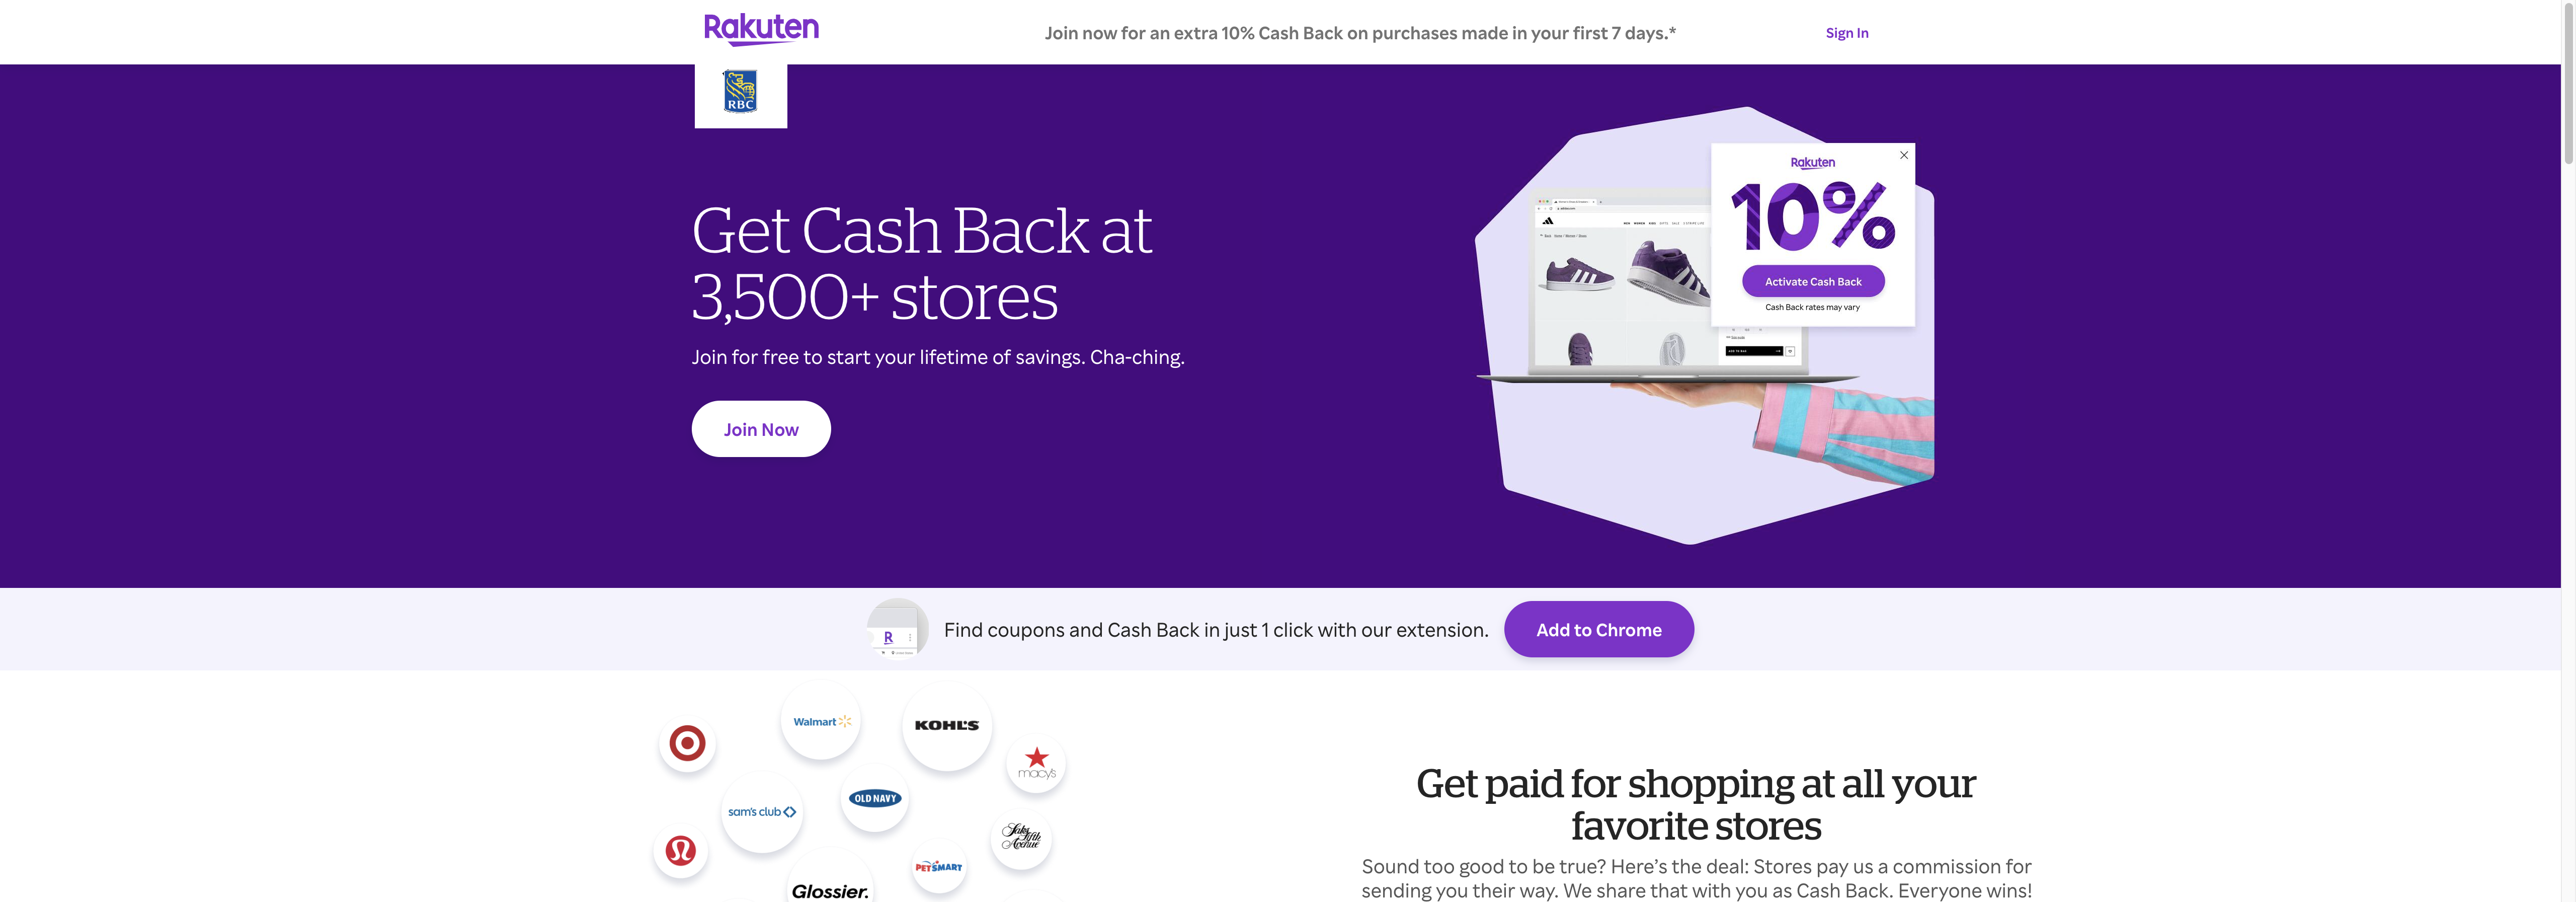 Rakuten
Join now for an extra 10% Cash Back on purchases made in your first 7 days.*
Sign In
RBC
Get Cash Back at
3,500+ stores
Join for free to start your lifetime of savings. Cha-ching.
Join Now
Rakuten
10%
Activate Cash Back
Cash Back rates may vary
ADD TO BAG
R
Find coupons and Cash Back in just 1 click with our extension.
Add to Chrome
Walmart
KOHL'S
macy's
sam's club
OLD NAVY
Saks Fifth
Avenue
PETSMART
Glossier.
Get paid for shopping at all your
favorite stores
Sound too good to be true? Here's the deal: Stores pay us a commission for
sending you their way. We share that with you as Cash Back. Everyone wins!